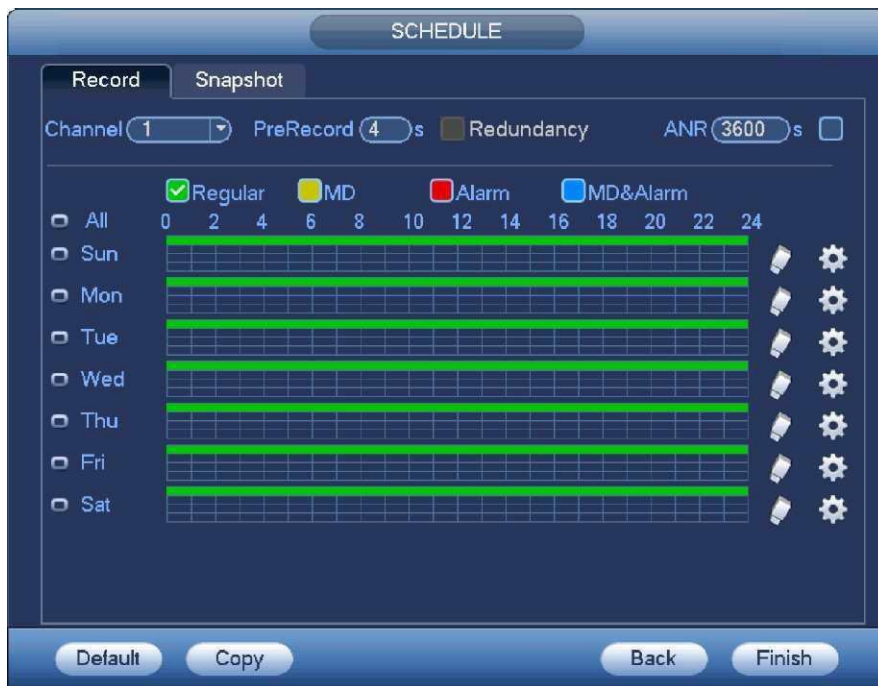 SCHEDULE
Record Snapshot
Channel 1 PreRecord 4 s Redundancy ANR 3600 s
Regular MD Alarm MD&Alarm
All 0 2 4 6 8 10 12 14 16 18 20 22 24
Sun
Mon
Tue
Wed
Thu
Fri
Sat
Default Copy Back Finish